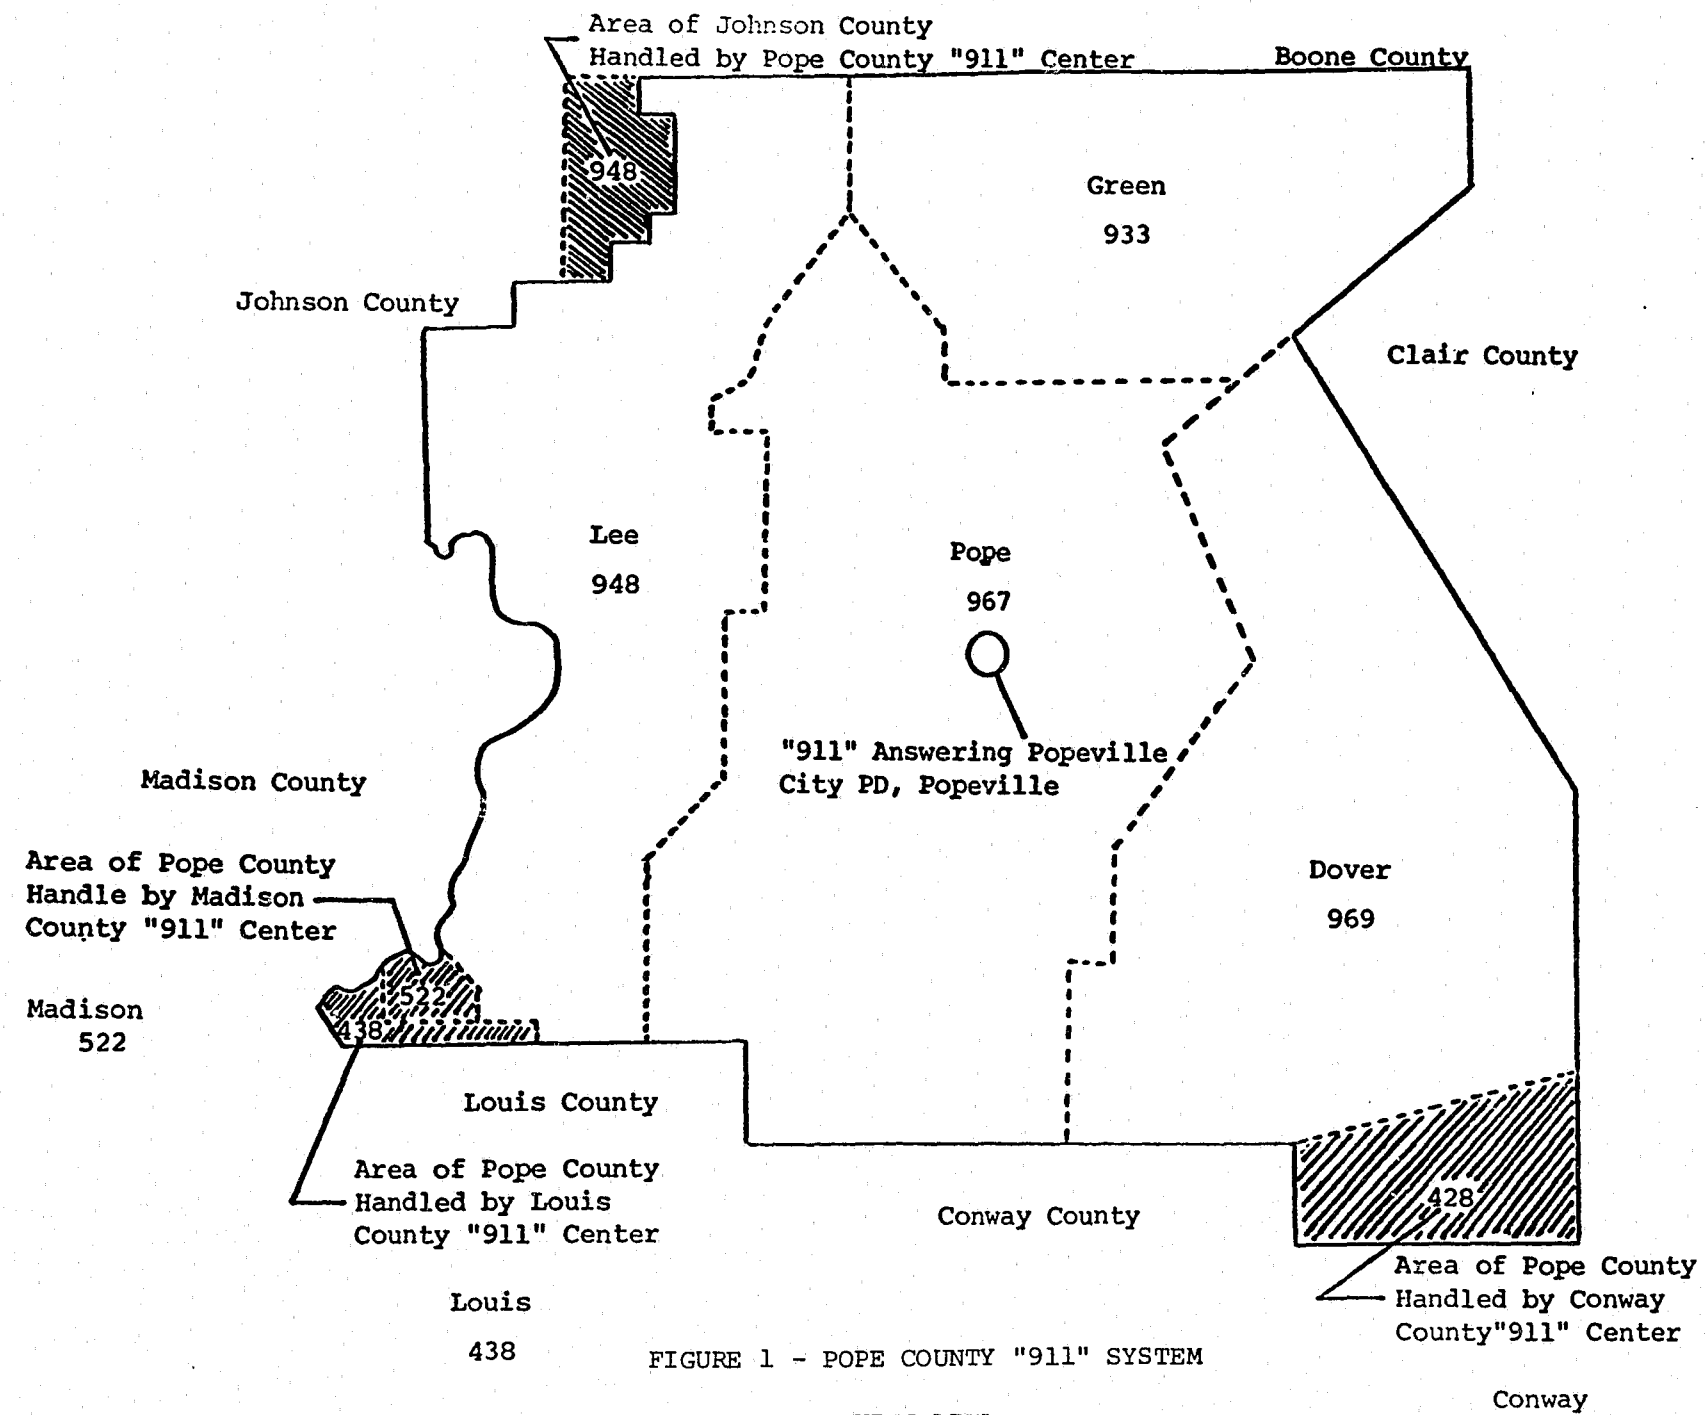 Area of Johnson County
Handled by Pope County "911" Center
Boone County
948
Green
933
Johnson County
Clair County
Lee
948
Pope
967
"911" Answering Popeville
City PD, Popeville
Madison County
Area of Pope County
Handle by Madison
County "911" Center
Dover
969
522
Madison
522
438
Louis County
Area of Pope County
Handled by Louis
County "911" Center
Conway County
428
Area of Pope County
Handled by Conway
County"911" Center
Louis
438
FIGURE 1 - POPE COUNTY "911" SYSTEM
Conway